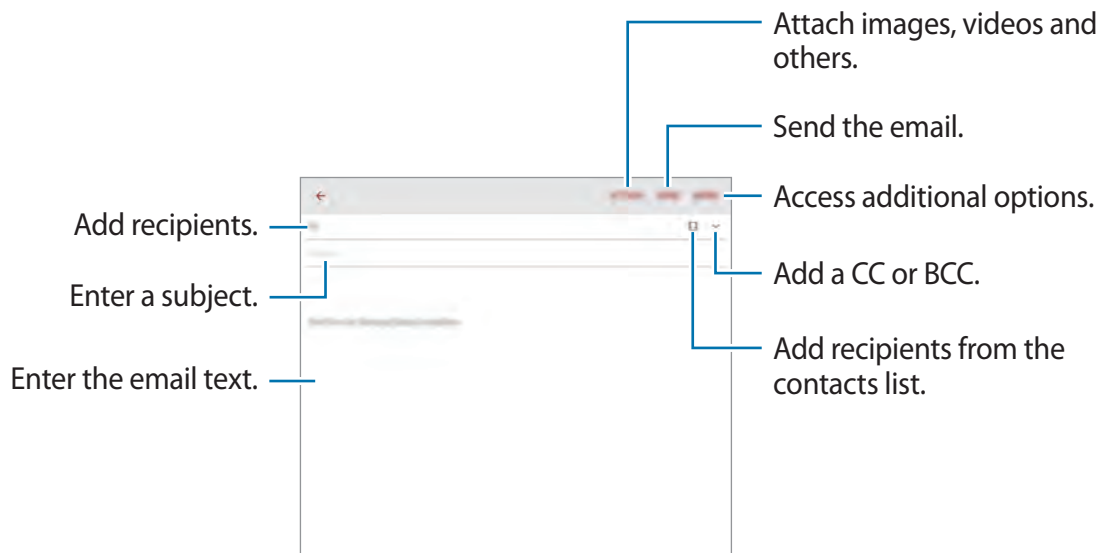 Attach images, videos and
others.
Send the email.
Access additional options.
Add recipients.
Add a CC or BCC.
Enter a subject.
Add recipients from the
contacts list.
Enter the email text.